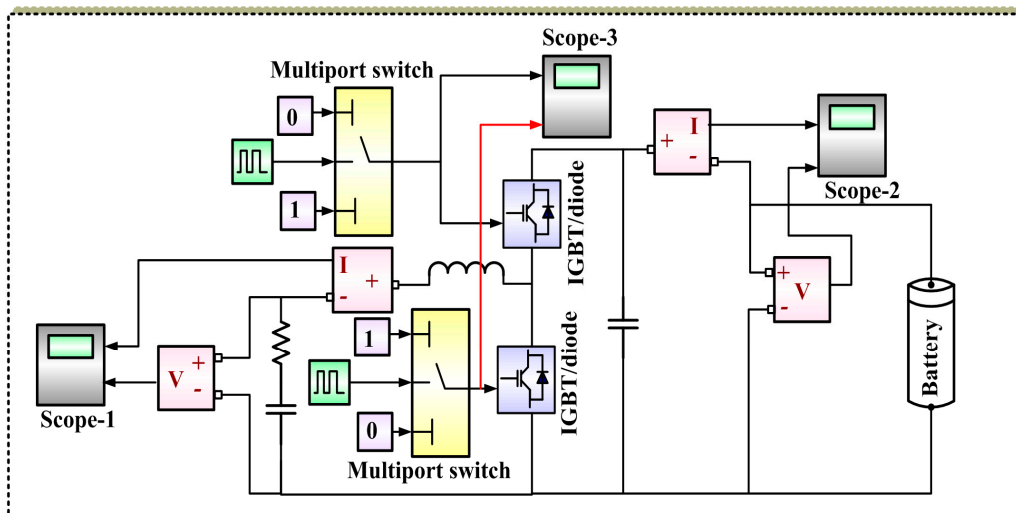 Scope-3
Multiport switch
0
1
I
+
-
Scope-2
IGBT/diode
I
+
-
+
V
-
Battery
1
0
Multiport switch
IGBT/diode
+
V
-
Scope-1